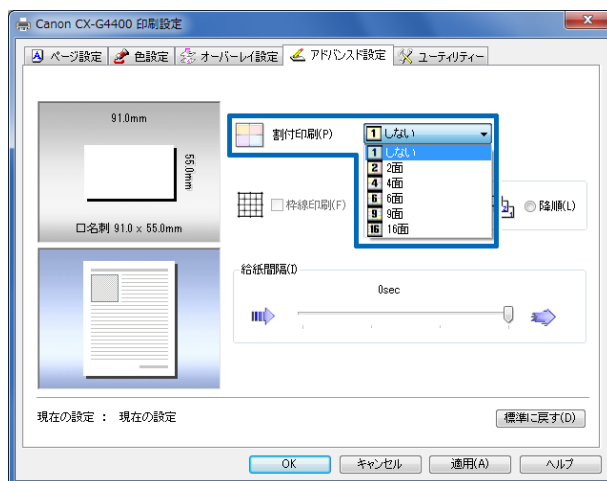 Canon CX-G4400 印刷設定
ページ設定 色設定 オーバーレイ設定 アドバンスド設定 ユーティリティー
91.0mm
55.0mm
口名刺 91.0 x 55.0mm
割付印刷(P)
1 しない
1 しない
2 2面
4 4面
6 6面
9 9面
16 16面
枠線印刷(F)
降順(L)
給紙間隔(I)
0sec
現在の設定 : 現在の設定
標準に戻す(D)
OK キャンセル 適用(A) ヘルプ